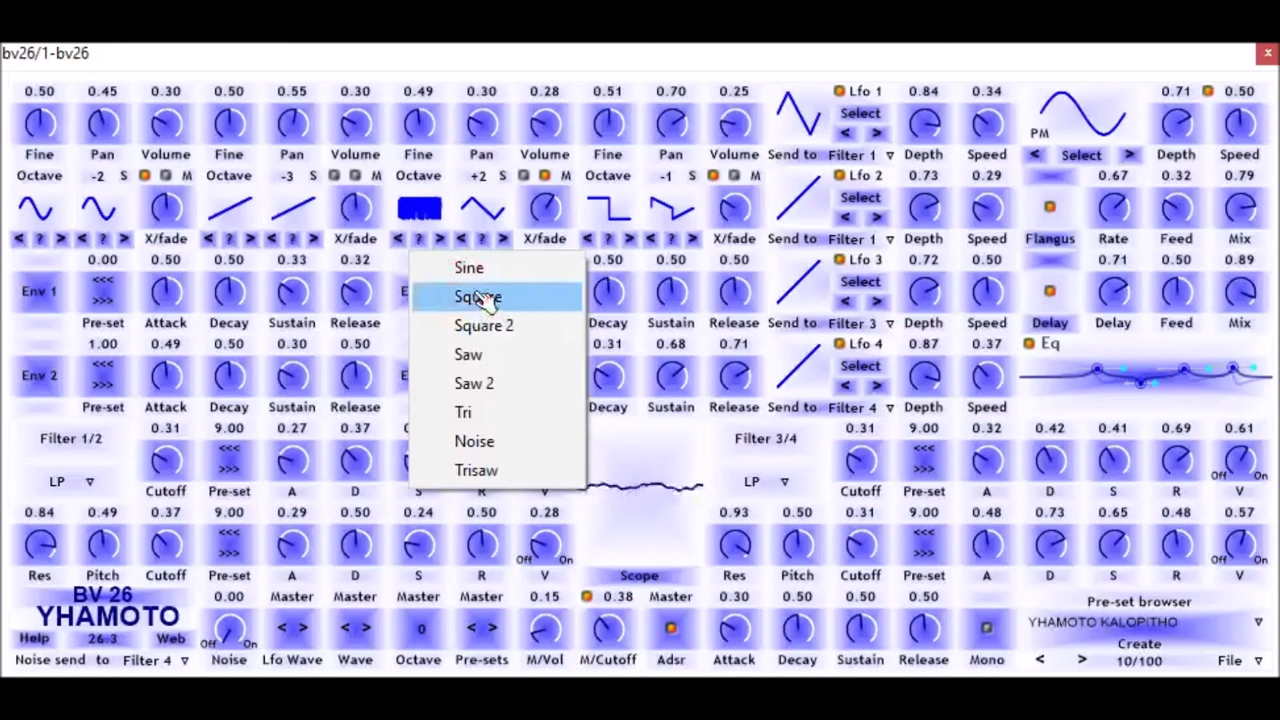 bv26/1-bv26 x
0.50 0.45 0.30 0.50 0.55 0.30 0.49 0.30 0.28 0.51 0.70 0.25 Lfo 1 0.84 0.34 0.71 0.50
Select
PM
< >
Fine Pan Volume Fine Pan Volume Fine Pan Volume Fine Pan Volume Send to Filter 1 Depth Speed < Select > Depth Speed
Octave -2 S M Octave -3 S M Octave +2 S M Octave -1 S M Lfo 2 0.73 0.29 0.67 0.32 0.79
Select
< >
< ? > < ? > X/fade < ? > < ? > X/fade < ? > < ? > X/fade < ? > < ? > X/fade Send to Filter 1 Depth Speed Flangus Rate Feed Mix
0.00 0.50 0.50 0.33 0.32 0.50 0.50 0.50 Lfo 3 0.72 0.29 0.71 0.50 0.89
Sine
Env 1 <<< >>> E Select
Square
< >
Pre-set Attack Decay Sustain Release Square 2 Decay Sustain Release Send to Filter 3 Depth Speed Delay Delay Feed Mix
1.00 0.49 0.50 0.50 0.50 Saw 0.31 0.68 0.71 Lfo 4 0.87 0.37 Eq
Env 2 <<< >>> Saw 2 E Select
< >
Pre-set Attack Decay Sustain Release Tri Decay Sustain Release Send to Filter 4 Depth Speed
Filter 1/2 0.31 9.00 0.27 0.37 Noise Filter 3/4 0.31 9.00 0.32 0.42 0.41 0.69 0.61
<<< >>> Trisaw <<< >>> Off On
LP Cutoff Pre-set A D S R V LP Cutoff Pre-set A D S R V
0.84 0.49 0.37 9.00 0.29 0.50 0.24 0.50 0.28 0.93 0.50 0.31 9.00 0.48 0.73 0.65 0.48 0.57
<<< >>> Off On <<< >>> Off On
Res Pitch Cutoff Pre-set A D S R V Scope Res Pitch Cutoff Pre-set A D S R V
BV 26 0.00 Master Master Master Master 0.15 0.38 Master 0.30 0.50 0.50 0.50 Pre-set browser
YHAMOTO < > < > 0 < > YHAMOTO KALOPITHO
Help 26-3 Web Off On Create
Noise send to Filter 4 Noise Lfo Wave Wave Octave Pre-sets M/Vol M/Cutoff Adsr Attack Decay Sustain Release Mono < > 10/100 File